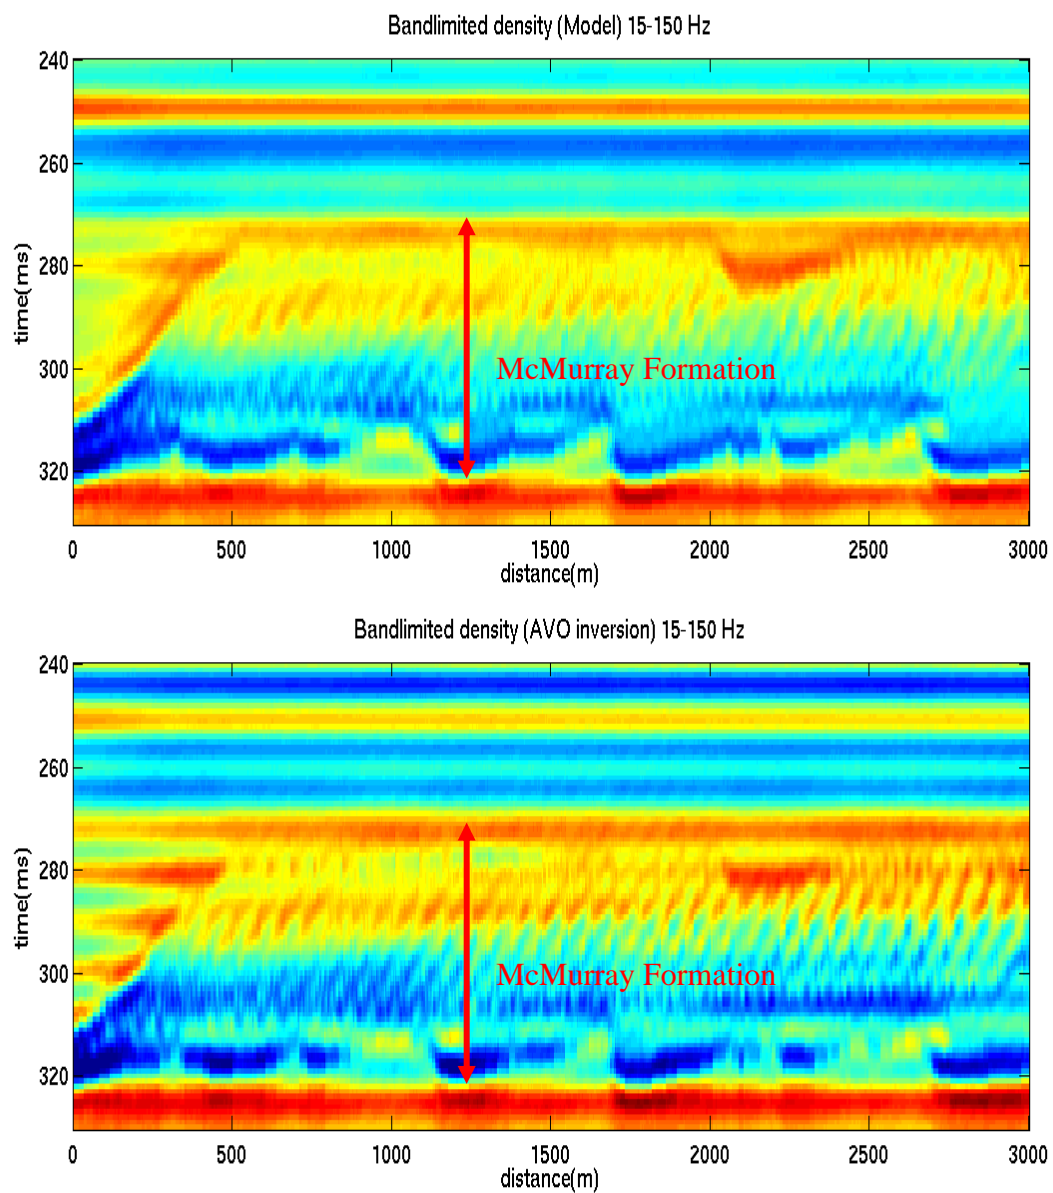 Bandlimited density (Model) 15-150 Hz
240
260
280
300
320
time(ms)
McMurray Formation
0 500 1000 1500 2000 2500 3000
distance(m)
Bandlimited density (AVO inversion) 15-150 Hz
240
260
280
300
320
time(ms)
McMurray Formation
0 500 1000 1500 2000 2500 3000
distance(m)